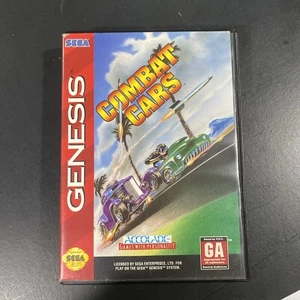 SEGA
GENESIS
COMBAT
CARS
ACCOLADE
GAMES WITH PERSONALITY
LICENSED BY SEGA ENTERPRISES, LTD. FOR
PLAY ON THE SEGA™ GENESIS™ SYSTEM.
GA
SEGA